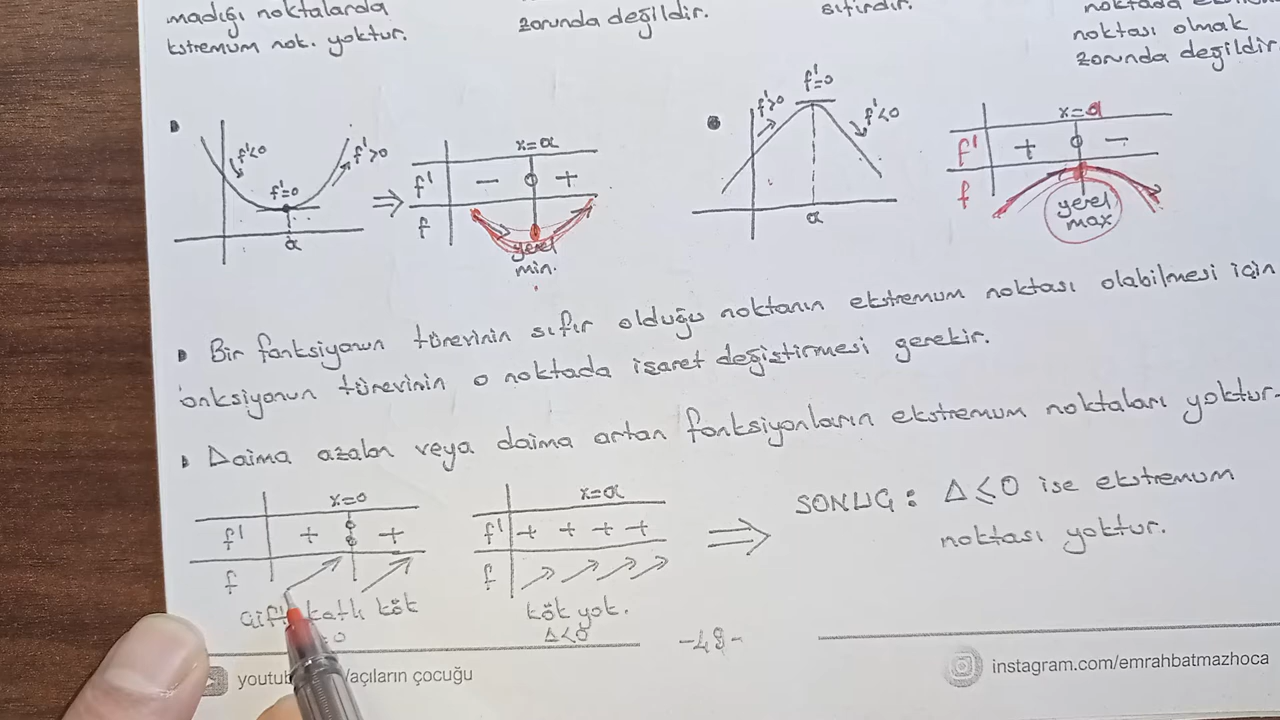 madığı noktalarda
Ekstremum nok. yoktur.
zorunda değildir.
sıfırdır.
noktası olmak
zorunda değildir.
f'<0
f'=0
f'>0
a
x=a
f' - o +
f
yerel
min.
f'>0
f'=0
f'<0
a
x=a
f' + o -
f
yerel
max
Bir fonksiyonun türevinin sıfır olduğu noktanın ekstremum noktası olabilmesi için
onksiyonun türevinin o noktada işaret değiştirmesi gerekir.
Daima azalan veya daima artan fonksiyonların ekstremum noktaları yoktur.
x=a
f' + +
f
Çift katlı kök
=0
x=a
f' + + + +
f
kök yok.
Δ<0
SONUÇ: Δ≤0 ise ekstremum
noktası yoktur.
-49-
youtub /açıların çocuğu
instagram.com/emrahbatmazhoca